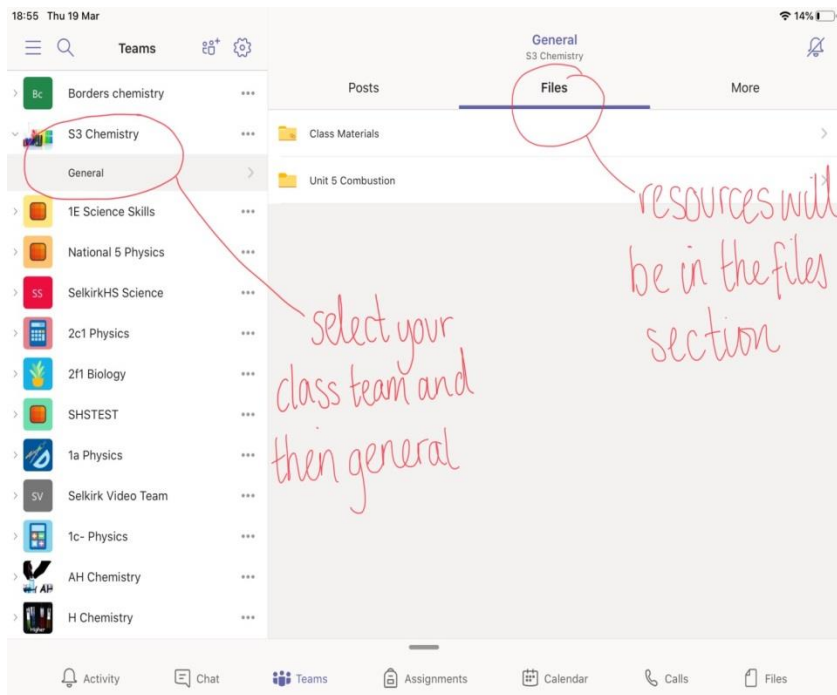 18:55 Thu 19 Mar
14%
Teams
General
S3 Chemistry
Posts
Files
More
Bc Borders chemistry
S3 Chemistry
General
1E Science Skills
National 5 Physics
SS SelkirkHS Science
2c1 Physics
2f1 Biology
SHSTEST
1a Physics
SV Selkirk Video Team
1c- Physics
AH AH Chemistry
Higher H Chemistry
Class Materials
Unit 5 Combustion
resources will
be in the files
section
select your
class team and
then general
Activity
Chat
Teams
Assignments
Calendar
Calls
Files